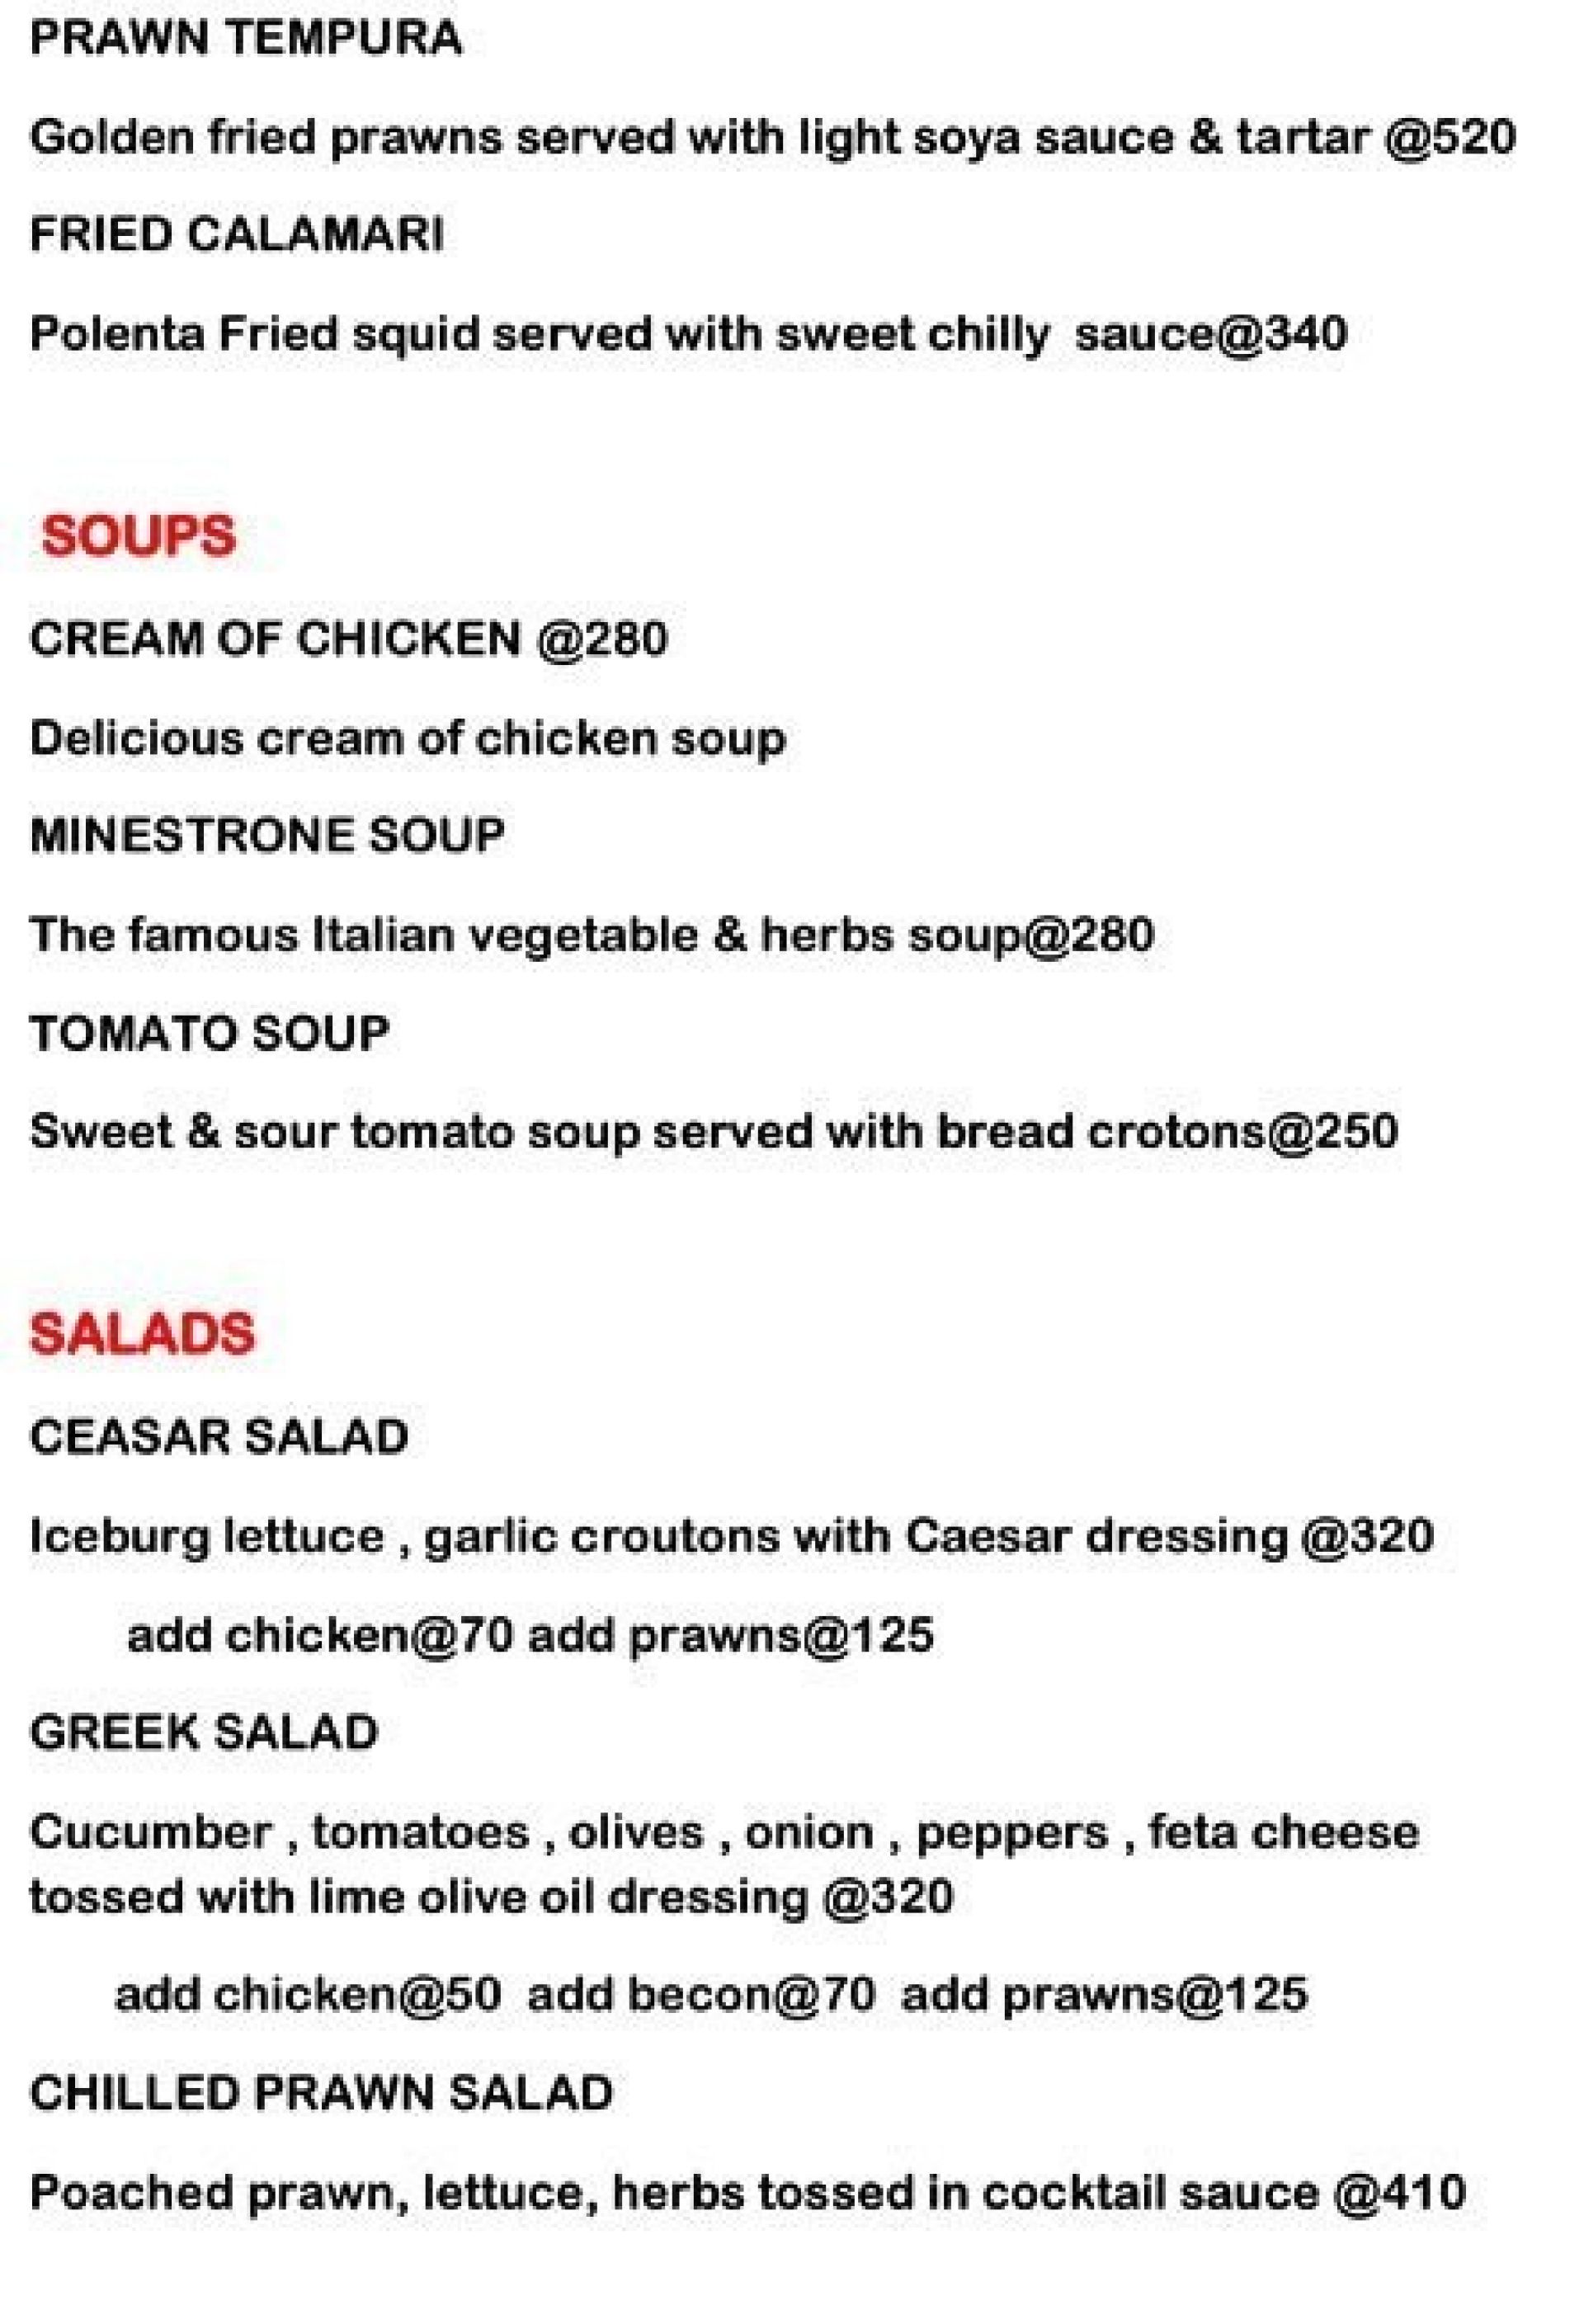 PRAWN TEMPURA
Golden fried prawns served with light soya sauce & tartar @520
FRIED CALAMARI
Polenta Fried squid served with sweet chilly  sauce@340
SOUPS
CREAM OF CHICKEN @280
Delicious cream of chicken soup
MINESTRONE SOUP
The famous Italian vegetable & herbs soup@280
TOMATO SOUP
Sweet & sour tomato soup served with bread crotons@250
SALADS
CEASAR SALAD
Iceburg lettuce , garlic croutons with Caesar dressing @320
add chicken@70 add prawns@125
GREEK SALAD
Cucumber , tomatoes , olives , onion , peppers , feta cheese
tossed with lime olive oil dressing @320
add chicken@50  add becon@70  add prawns@125
CHILLED PRAWN SALAD
Poached prawn, lettuce, herbs tossed in cocktail sauce @410